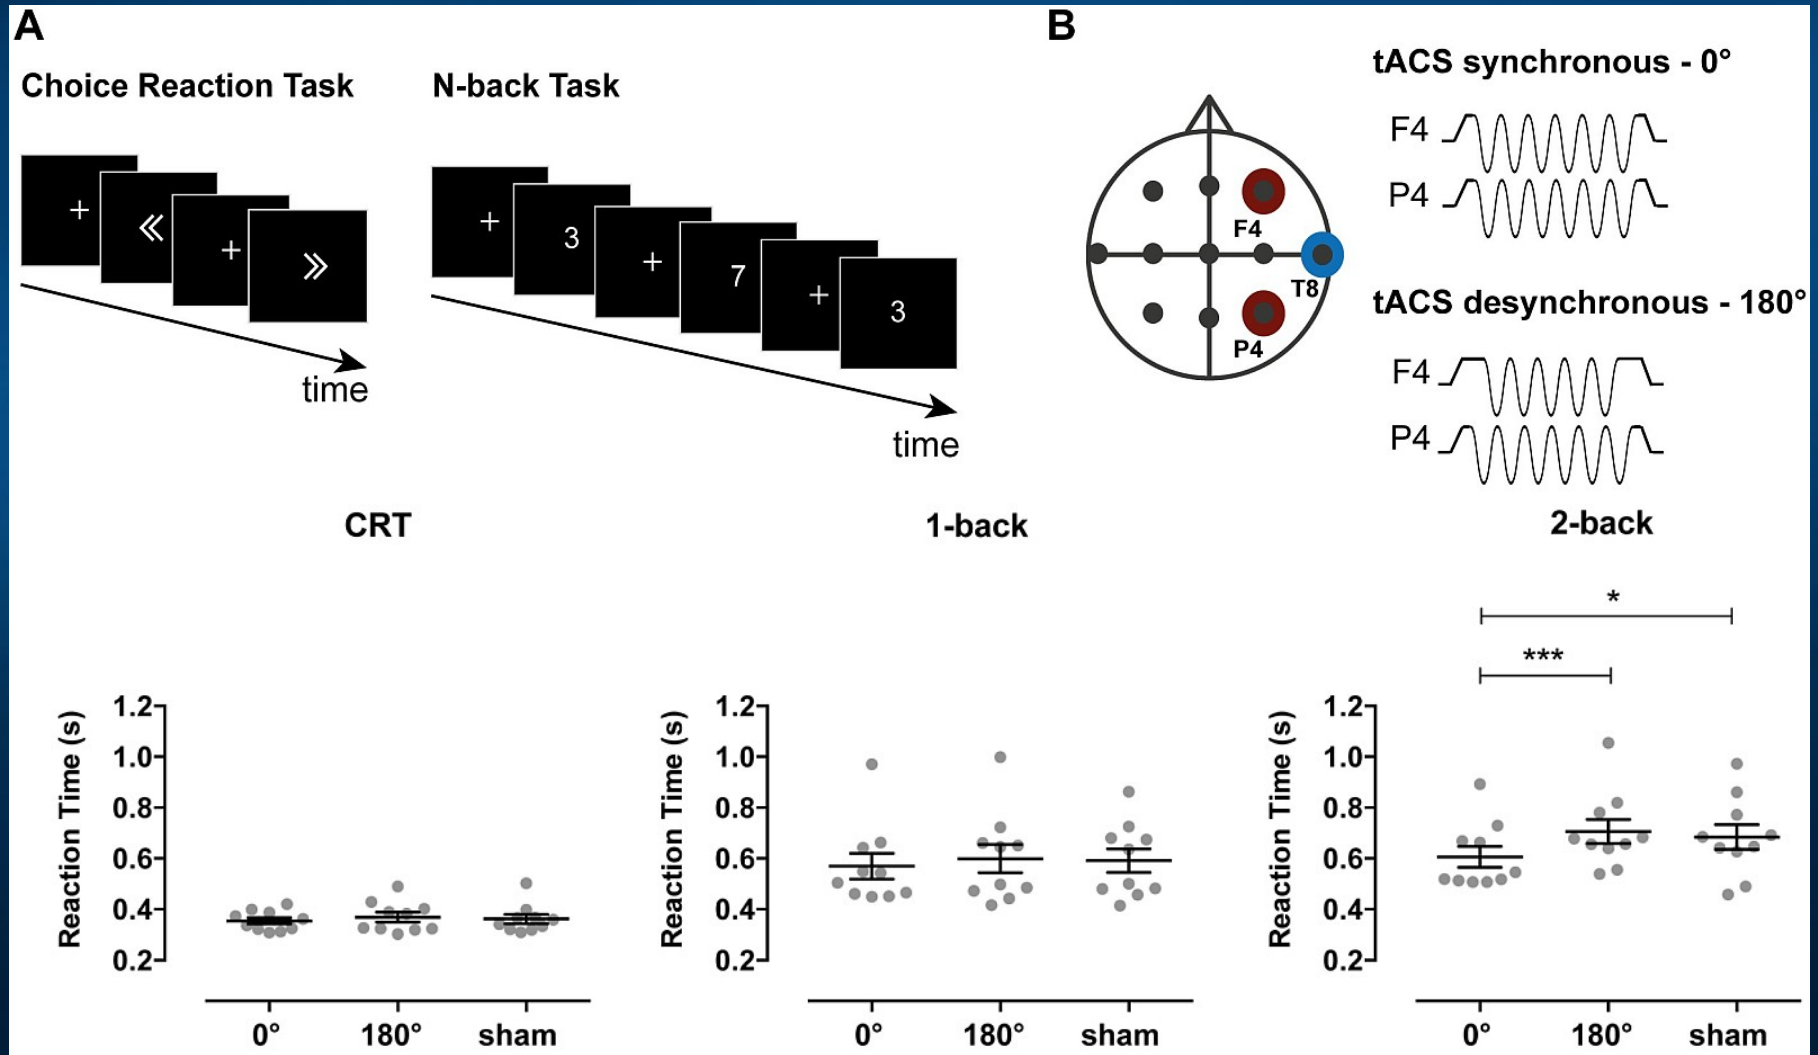 A
B
Choice Reaction Task
N-back Task
+
«
+
»
time
+
3
+
7
+
3
time
F4
T8
P4
tACS synchronous - 0°
F4
P4
tACS desynchronous - 180°
F4
P4
CRT
Reaction Time (s)
1.2
1.0
0.8
0.6
0.4
0.2
0° 180° sham
1-back
Reaction Time (s)
1.2
1.0
0.8
0.6
0.4
0.2
0° 180° sham
2-back
*
***
Reaction Time (s)
1.2
1.0
0.8
0.6
0.4
0.2
0° 180° sham